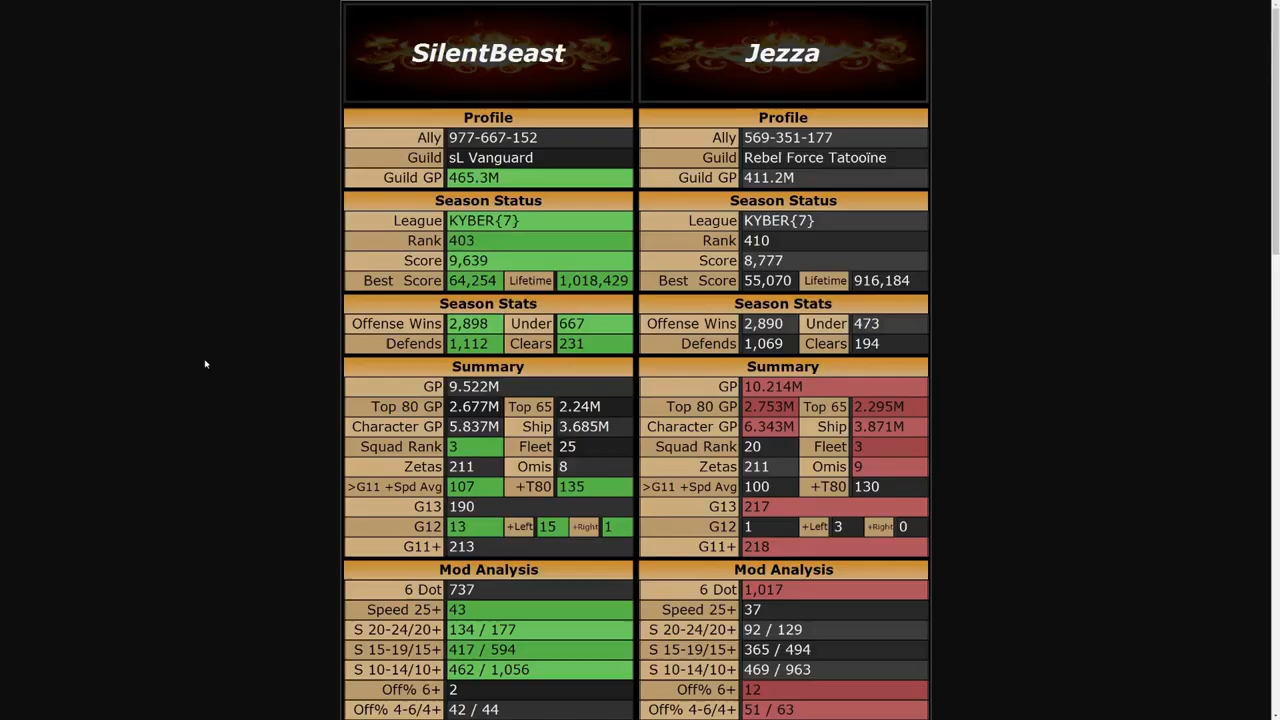 SilentBeast Jezza
Profile Profile
Ally 977-667-152 Ally 569-351-177
Guild sL Vanguard Guild Rebel Force Tatooïne
Guild GP 465.3M Guild GP 411.2M
Season Status Season Status
League KYBER{7} League KYBER{7}
Rank 403 Rank 410
Score 9,639 Score 8,777
Best Score 64,254 Lifetime 1,018,429 Best Score 55,070 Lifetime 916,184
Season Stats Season Stats
Offense Wins 2,898 Under 667 Offense Wins 2,890 Under 473
Defends 1,112 Clears 231 Defends 1,069 Clears 194
Summary Summary
GP 9.522M GP 10.214M
Top 80 GP 2.677M Top 65 2.24M Top 80 GP 2.753M Top 65 2.295M
Character GP 5.837M Ship 3.685M Character GP 6.343M Ship 3.871M
Squad Rank 3 Fleet 25 Squad Rank 20 Fleet 3
Zetas 211 Omis 8 Zetas 211 Omis 9
>G11 +Spd Avg 107 +T80 135 >G11 +Spd Avg 100 +T80 130
G13 190 G13 217
G12 13 +Left 15 +Right 1 G12 1 +Left 3 +Right 0
G11+ 213 G11+ 218
Mod Analysis Mod Analysis
6 Dot 737 6 Dot 1,017
Speed 25+ 43 Speed 25+ 37
S 20-24/20+ 134 / 177 S 20-24/20+ 92 / 129
S 15-19/15+ 417 / 594 S 15-19/15+ 365 / 494
S 10-14/10+ 462 / 1,056 S 10-14/10+ 469 / 963
Off% 6+ 2 Off% 6+ 12
Off% 4-6/4+ 42 / 44 Off% 4-6/4+ 51 / 63